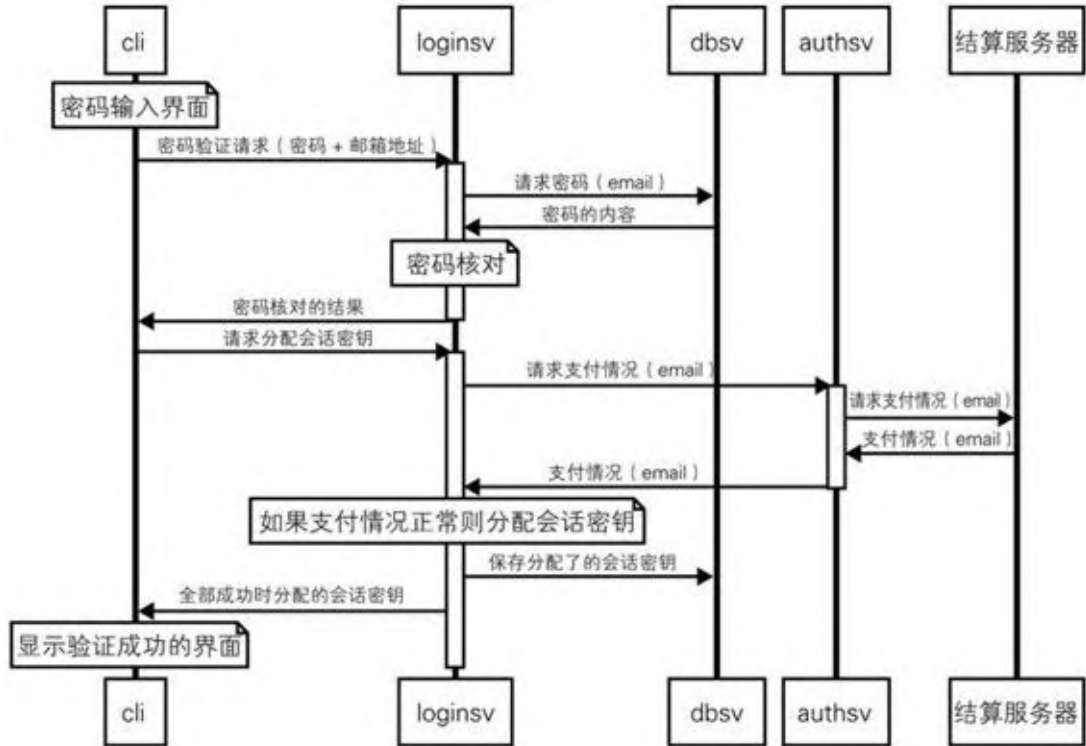 cli
loginsv
dbsv
authsv
结算服务器
密码输入界面
密码验证请求（密码 + 邮箱地址）
请求密码（email）
密码的内容
密码核对
密码核对的结果
请求分配会话密钥
请求支付情况（email）
请求支付情况（email）
支付情况（email）
支付情况（email）
如果支付情况正常则分配会话密钥
保存分配了的会话密钥
全部成功时分配的会话密钥
显示验证成功的界面
cli
loginsv
dbsv
authsv
结算服务器